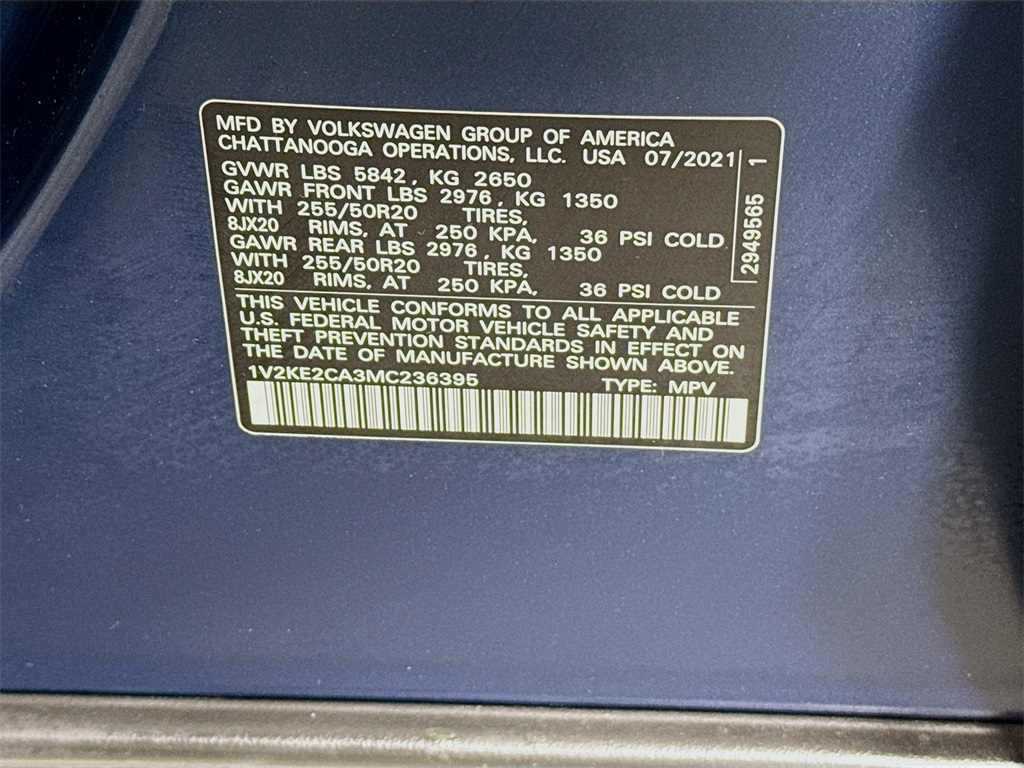 MFD BY VOLKSWAGEN GROUP OF AMERICA
CHATTANOOGA OPERATIONS, LLC. USA 07/2021
GVWR LBS 5842, KG 2650
GAWR FRONT LBS 2976, KG 1350
WITH 255/50R20 TIRES,
8JX20 RIMS, AT 250 KPA, 36 PSI COLD
GAWR REAR LBS 2976, KG 1350
WITH 255/50R20 TIRES,
8JX20 RIMS, AT 250 KPA, 36 PSI COLD
THIS VEHICLE CONFORMS TO ALL APPLICABLE
U.S. FEDERAL MOTOR VEHICLE SAFETY AND
THEFT PREVENTION STANDARDS IN EFFECT ON
THE DATE OF MANUFACTURE SHOWN ABOVE.
1V2KE2CA3MC236395 TYPE: MPV
2949565 1